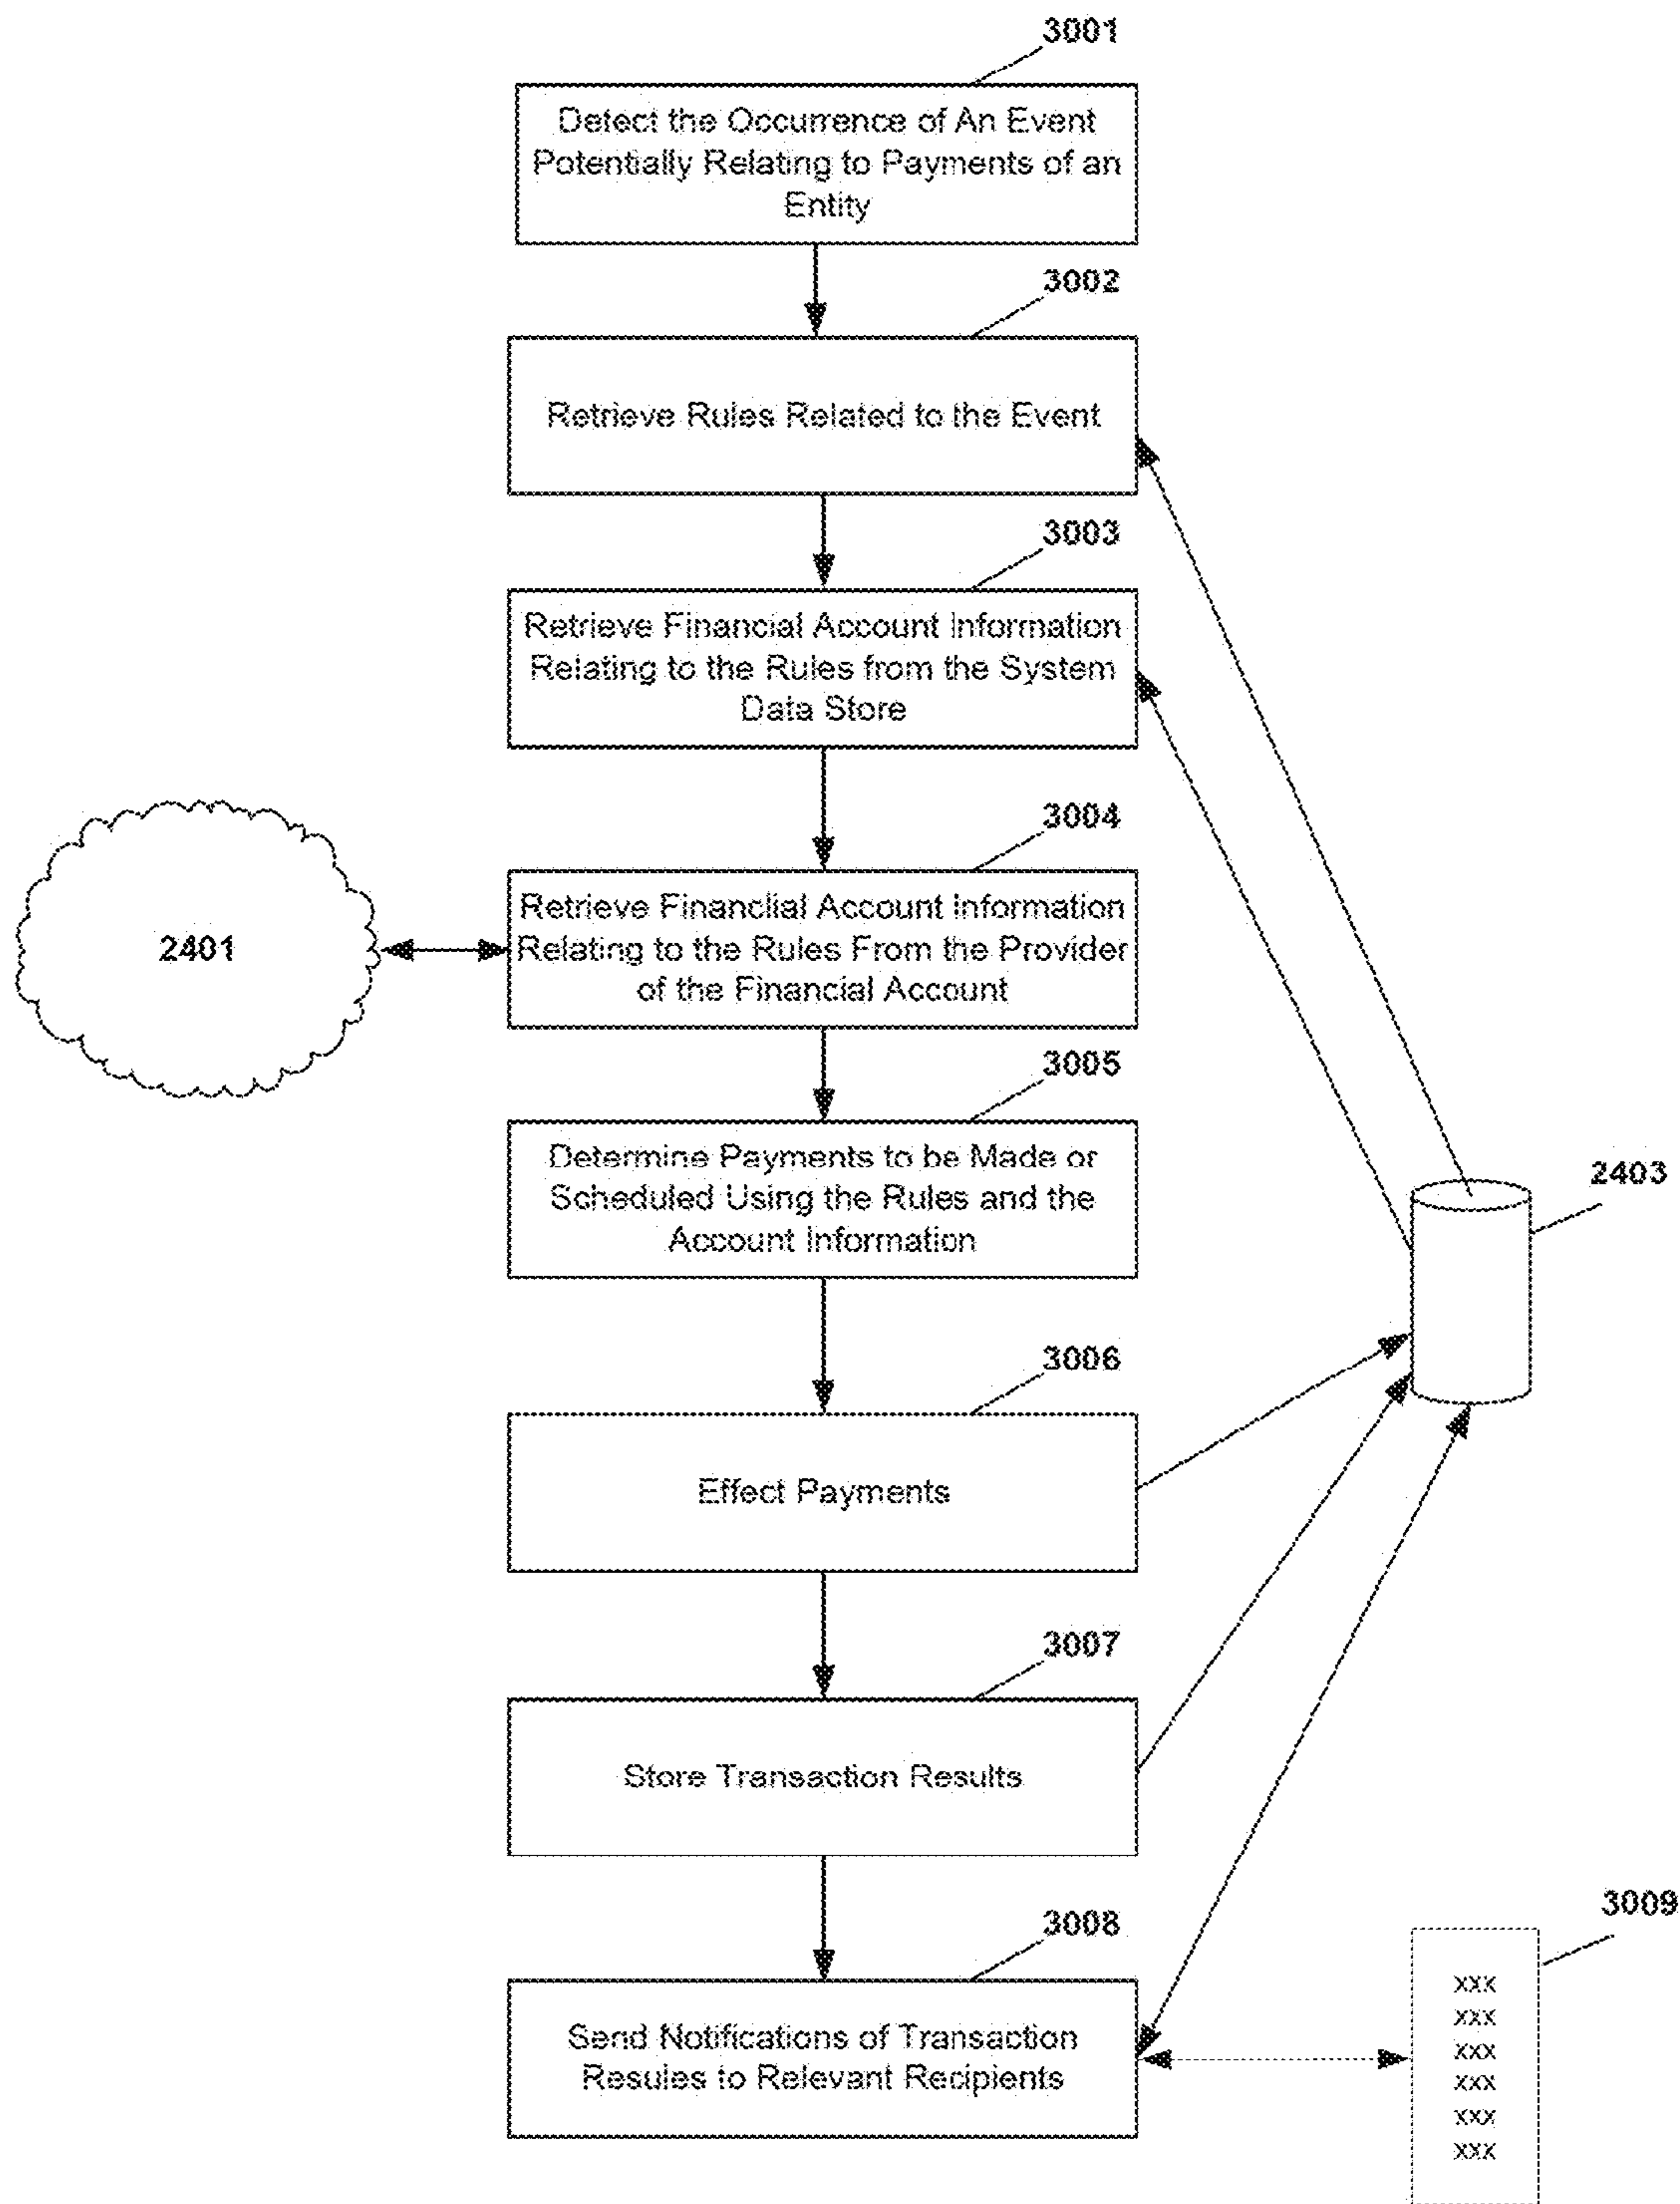 3001
Detect the Occurrence of An Event
Potentially Relating to Payments of an
Entity
3002
Retrieve Rules Related to the Event
3003
Retrieve Financial Account Information
Relating to the Rules from the System
Data Store
3004
Retrieve Financlial Account Information
Relating to the Rules From the Provider
of the Financial Account
2401
3005
Determine Payments to be Made or
Scheduled Using the Rules and the
Account Information
2403
3006
Effect Payments
3007
Store Transaction Results
3008
Send Notifications of Transaction
Resules to Relevant Recipients
3009
xxx
xxx
xxx
xxx
xxx
xxx